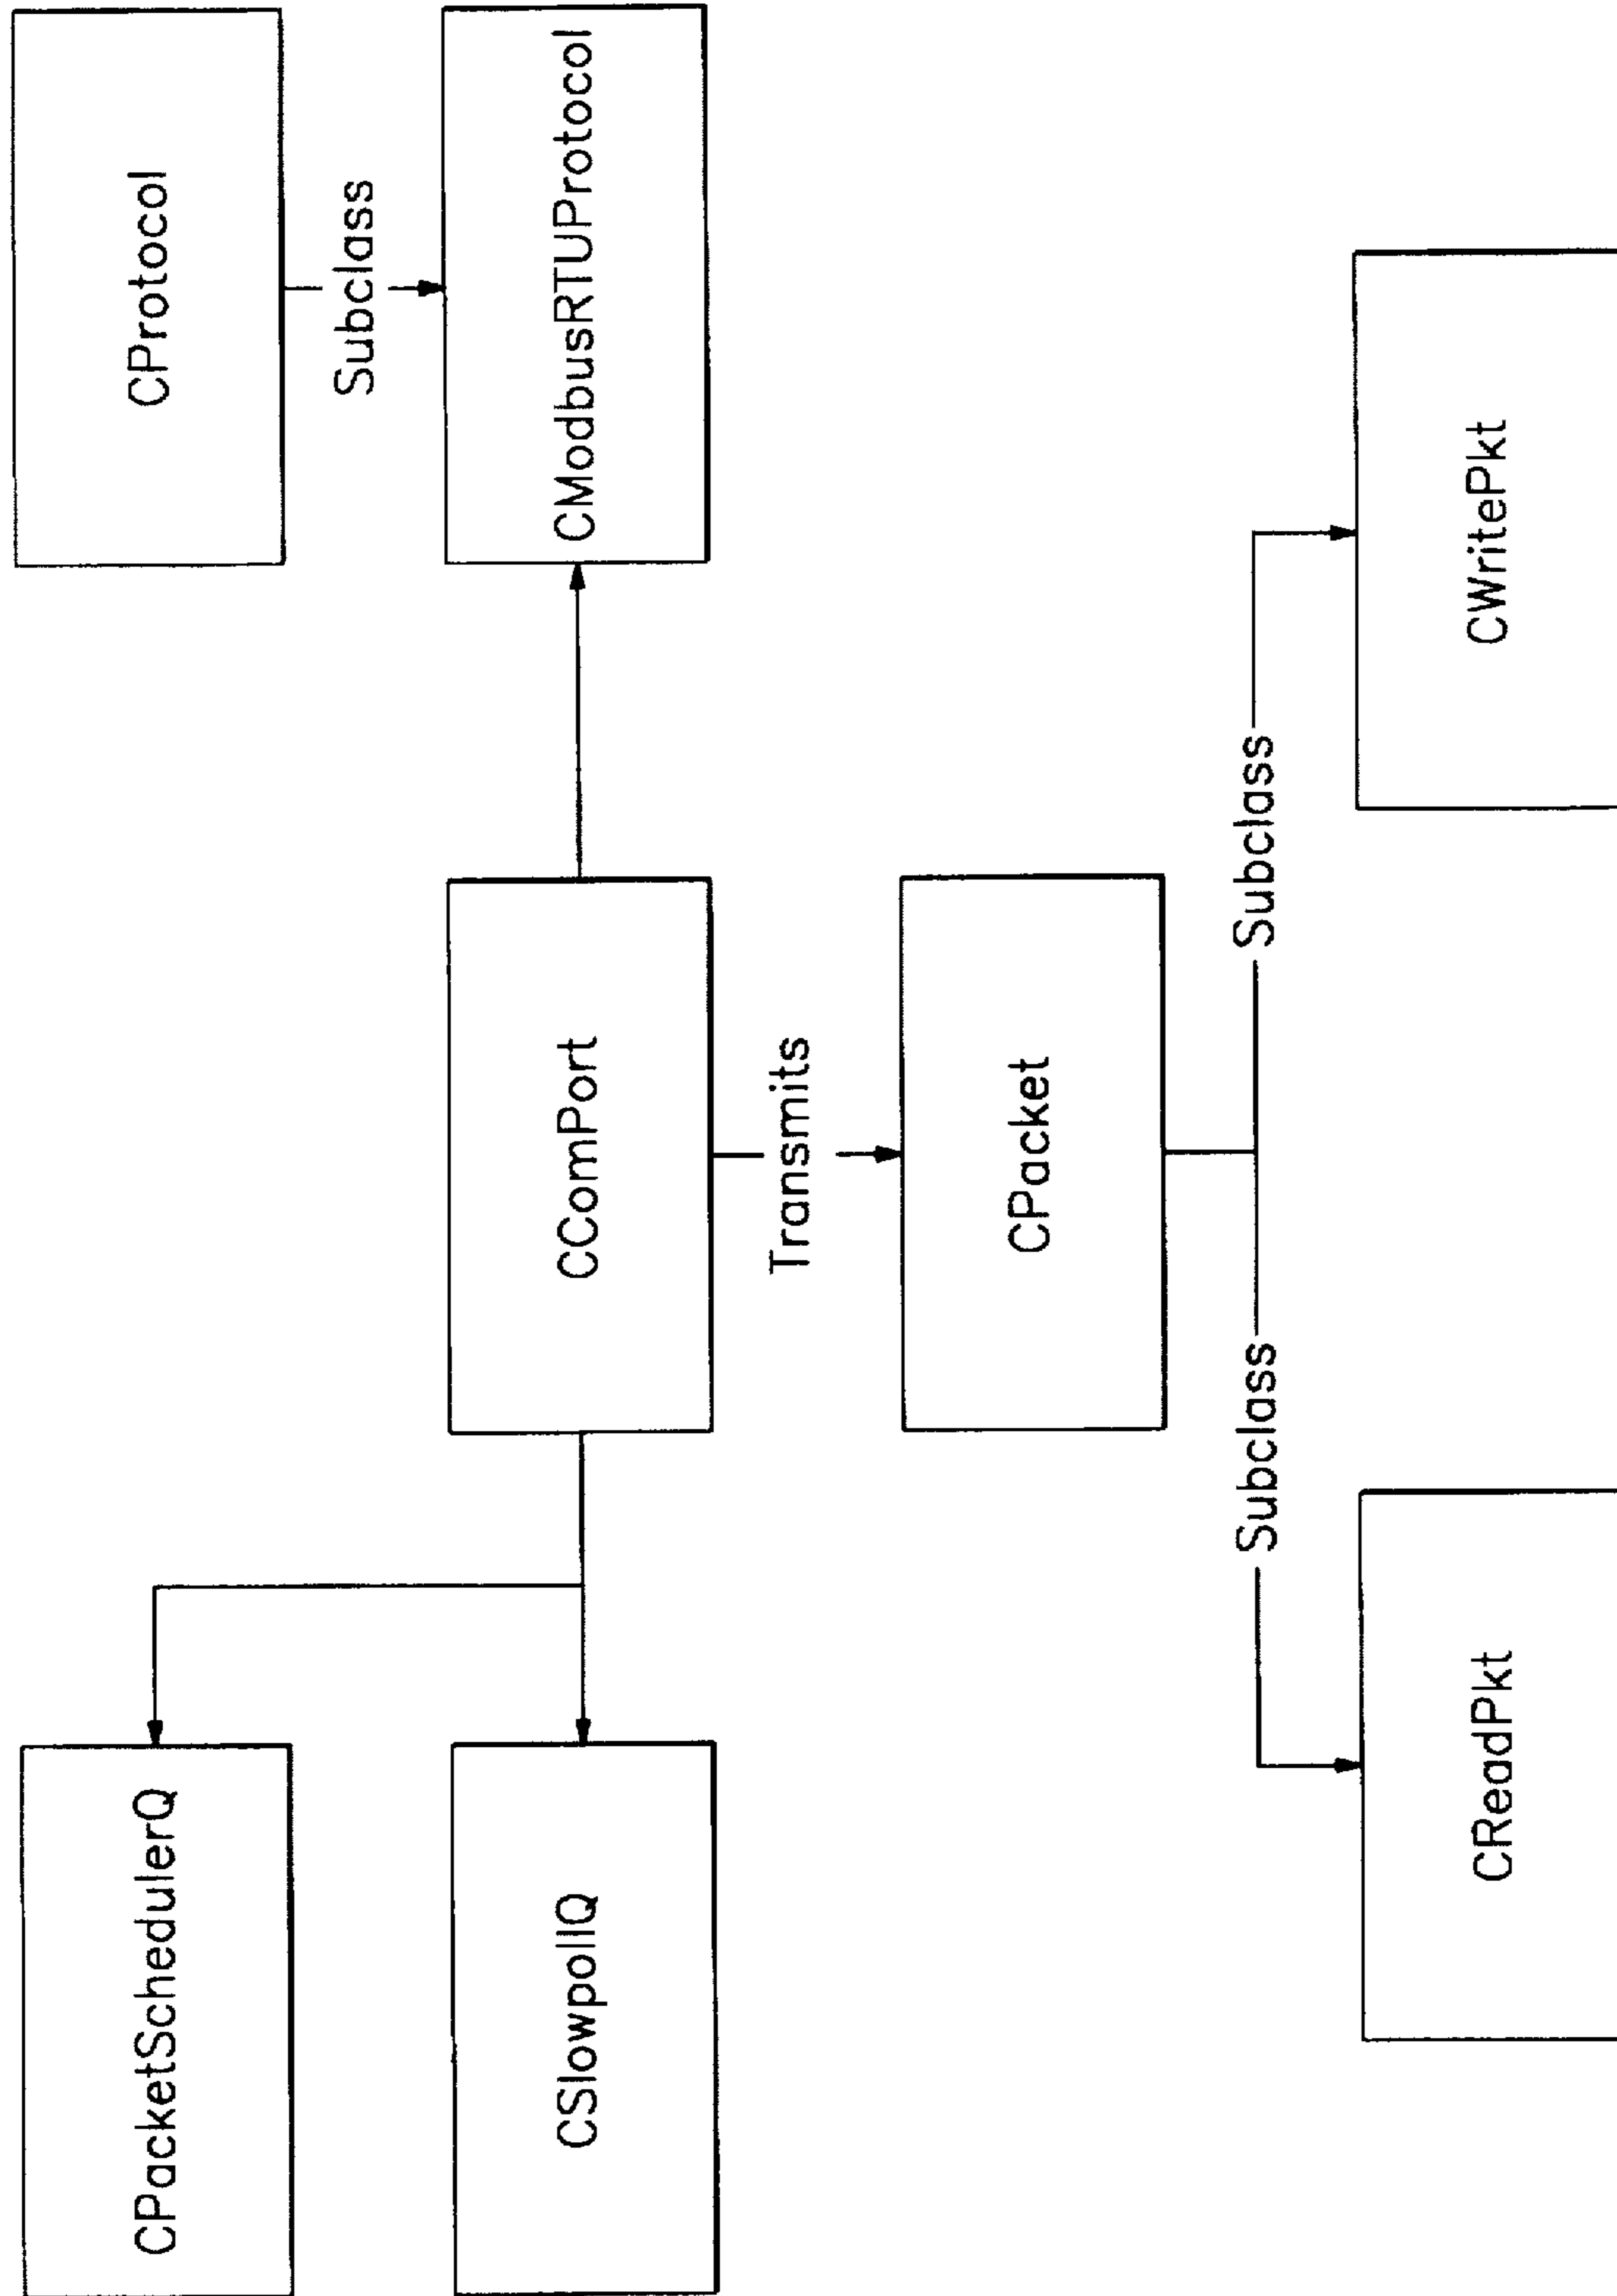 CPacketSchedulerQ
CProtocol
Subclass
CSlowpollQ
CComPort
CModbusRTUProtocol
Transmits
CPacket
Subclass
Subclass
CReadPkt
CWritePkt